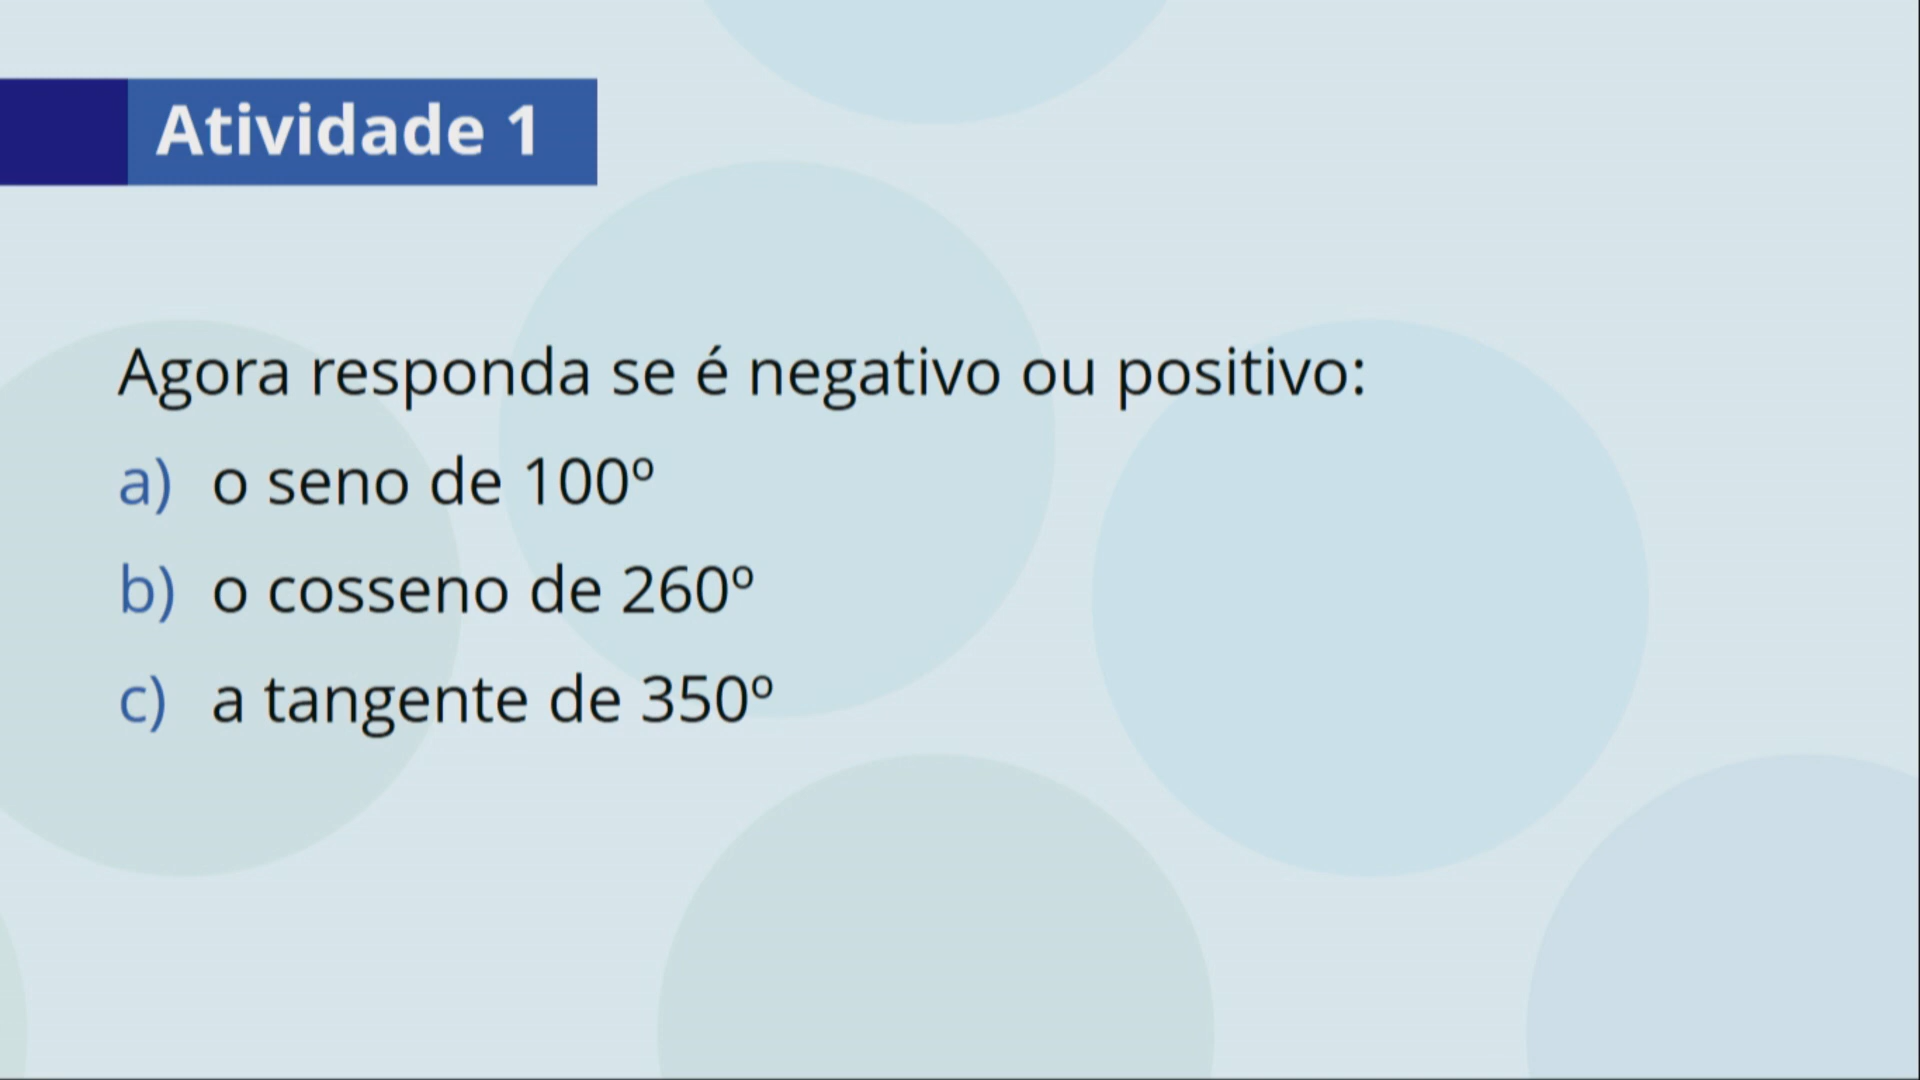 Atividade 1
Agora responda se é negativo ou positivo:
a) o seno de 100º
b) o cosseno de 260º
c) a tangente de 350º